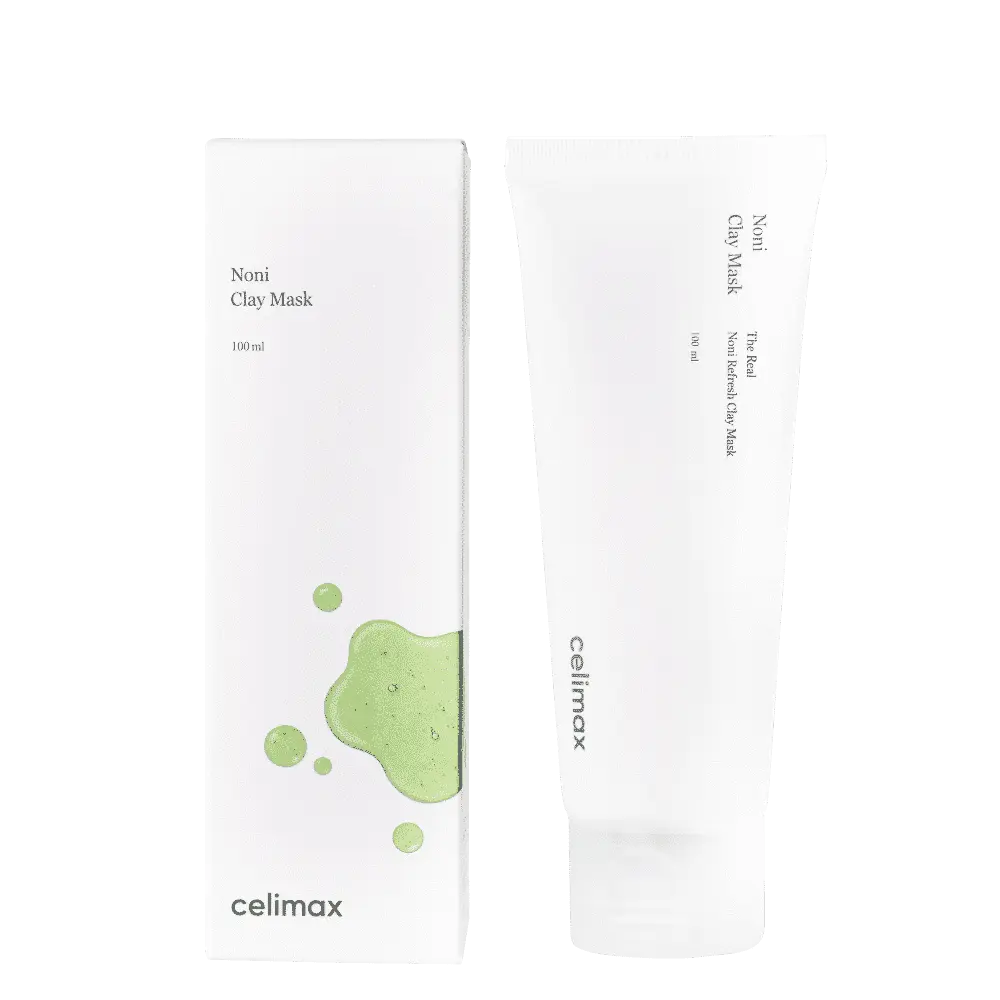 Noni
Clay Mask
100 ml
celimax
Noni
Clay Mask
The Real
Noni Refresh Clay Mask
100 ml
celimax